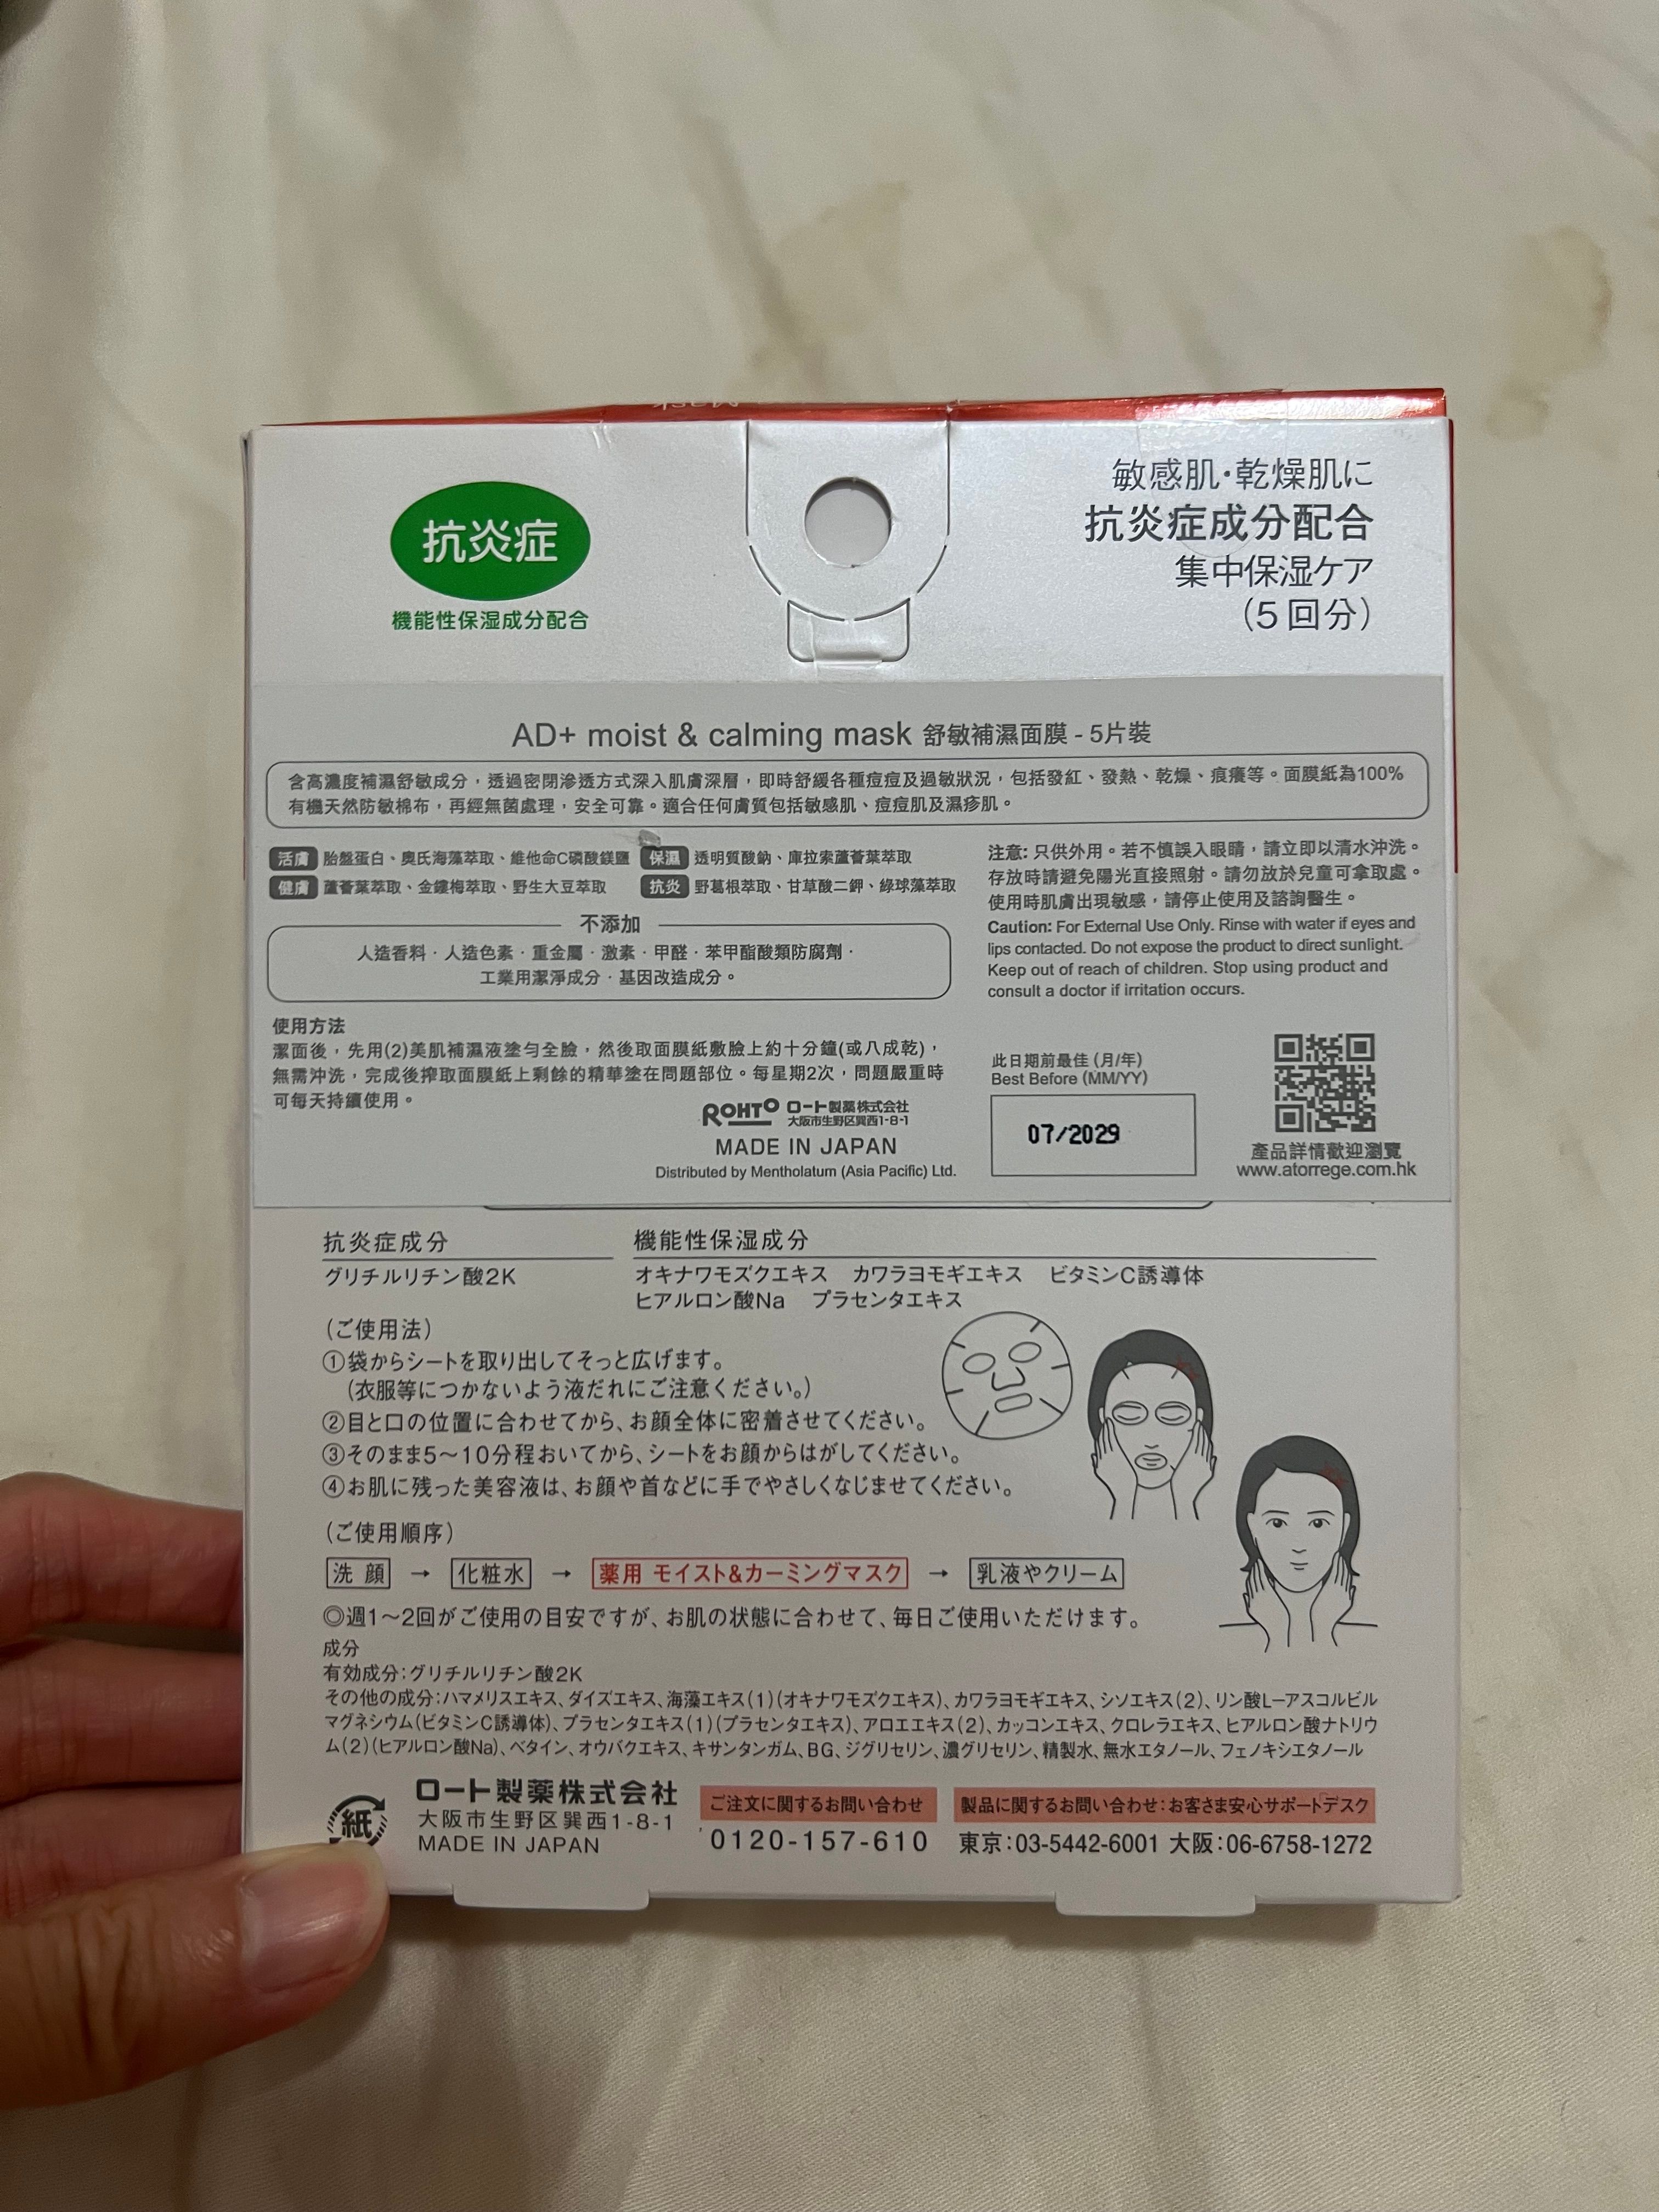 抗炎症
機能性保湿成分配合
敏感肌・乾燥肌に
抗炎症成分配合
集中保湿ケア
(5回分)
AD+ moist & calming mask 舒敏補濕面膜 - 5片裝
含高濃度補濕舒敏成分，透過密閉滲透方式深入肌膚深層，即時舒緩各種痘痘及過敏狀況，包括發紅、發熱、乾燥、痕癢等。面膜紙為100%
有機天然防敏棉布，再經無菌處理，安全可靠。適合任何膚質包括敏感肌、痘痘肌及濕疹肌。
活膚 胎盤蛋白、奧氏海藻萃取、維他命C磷酸鎂鹽
保濕 透明質酸鈉、庫拉索蘆薈葉萃取
健膚 蘆薈葉萃取、金鏤梅萃取、野生大豆萃取
抗炎 野葛根萃取、甘草酸二鉀、綠球藻萃取
不添加
人造香料．人造色素．重金屬．激素．甲醛．苯甲酯酸類防腐劑．
工業用潔淨成分．基因改造成分。
注意: 只供外用。若不慎誤入眼睛，請立即以清水沖洗。
存放時請避免陽光直接照射。請勿放於兒童可拿取處。
使用時肌膚出現敏感，請停止使用及諮詢醫生。
Caution: For External Use Only. Rinse with water if eyes and
lips contacted. Do not expose the product to direct sunlight.
Keep out of reach of children. Stop using product and
consult a doctor if irritation occurs.
使用方法
潔面後，先用(2)美肌補濕液塗勻全臉，然後取面膜紙敷臉上約十分鐘(或八成乾)，
無需沖洗，完成後搾取面膜紙上剩餘的精華塗在問題部位。每星期2次，問題嚴重時
可每天持續使用。
ROHTO ロート製薬株式会社
大阪市生野区巽西1-8-1
MADE IN JAPAN
Distributed by Mentholatum (Asia Pacific) Ltd.
此日期前最佳 (月/年)
Best Before (MM/YY)
07/2029
產品詳情歡迎瀏覽
www.atorrege.com.hk
抗炎症成分
グリチルリチン酸2K
機能性保湿成分
オキナワモズクエキス カワラヨモギエキス ビタミンC誘導体
ヒアルロン酸Na プラセンタエキス
(ご使用法)
①袋からシートを取り出してそっと広げます。
(衣服等につかないよう液だれにご注意ください。)
②目と口の位置に合わせてから、お顔全体に密着させてください。
③そのまま5〜10分程おいてから、シートをお顔からはがしてください。
④お肌に残った美容液は、お顔や首などに手でやさしくなじませてください。
(ご使用順序)
洗顔 → 化粧水 → 薬用 モイスト&カーミングマスク → 乳液やクリーム
◎週1〜2回がご使用の目安ですが、お肌の状態に合わせて、毎日ご使用いただけます。
成分
有効成分:グリチルリチン酸2K
その他の成分:ハマメリスエキス、ダイズエキス、海藻エキス(1)(オキナワモズクエキス)、カワラヨモギエキス、シソエキス(2)、リン酸L-アスコルビル
マグネシウム(ビタミンC誘導体)、プラセンタエキス(1)(プラセンタエキス)、アロエエキス(2)、カッコンエキス、クロレラエキス、ヒアルロン酸ナトリウ
ム(2)(ヒアルロン酸Na)、ベタイン、オウバクエキス、キサンタンガム、BG、ジグリセリン、濃グリセリン、精製水、無水エタノール、フェノキシエタノール
紙
ロート製薬株式会社
大阪市生野区巽西1-8-1
MADE IN JAPAN
ご注文に関するお問い合わせ
0120-157-610
製品に関するお問い合わせ:お客さま安心サポートデスク
東京:03-5442-6001 大阪:06-6758-1272